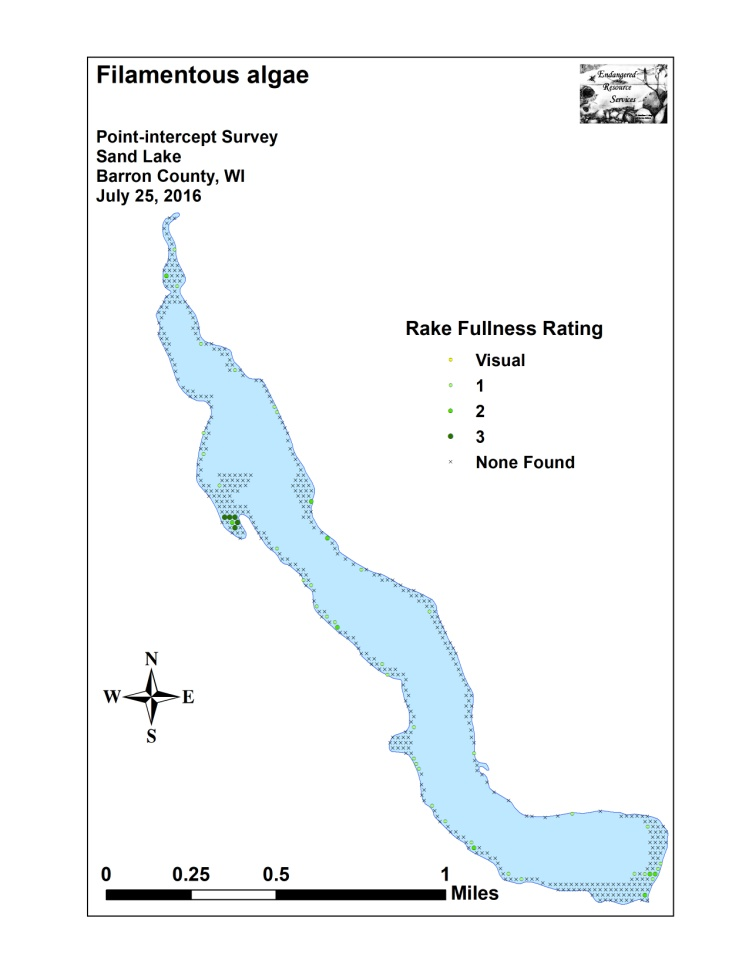 Filamentous algae
Endangered
Resource
Services
Point-intercept Survey
Sand Lake
Barron County, WI
July 25, 2016
Rake Fullness Rating
Visual
1
2
3
None Found
N
W E
S
0 0.25 0.5 1
Miles